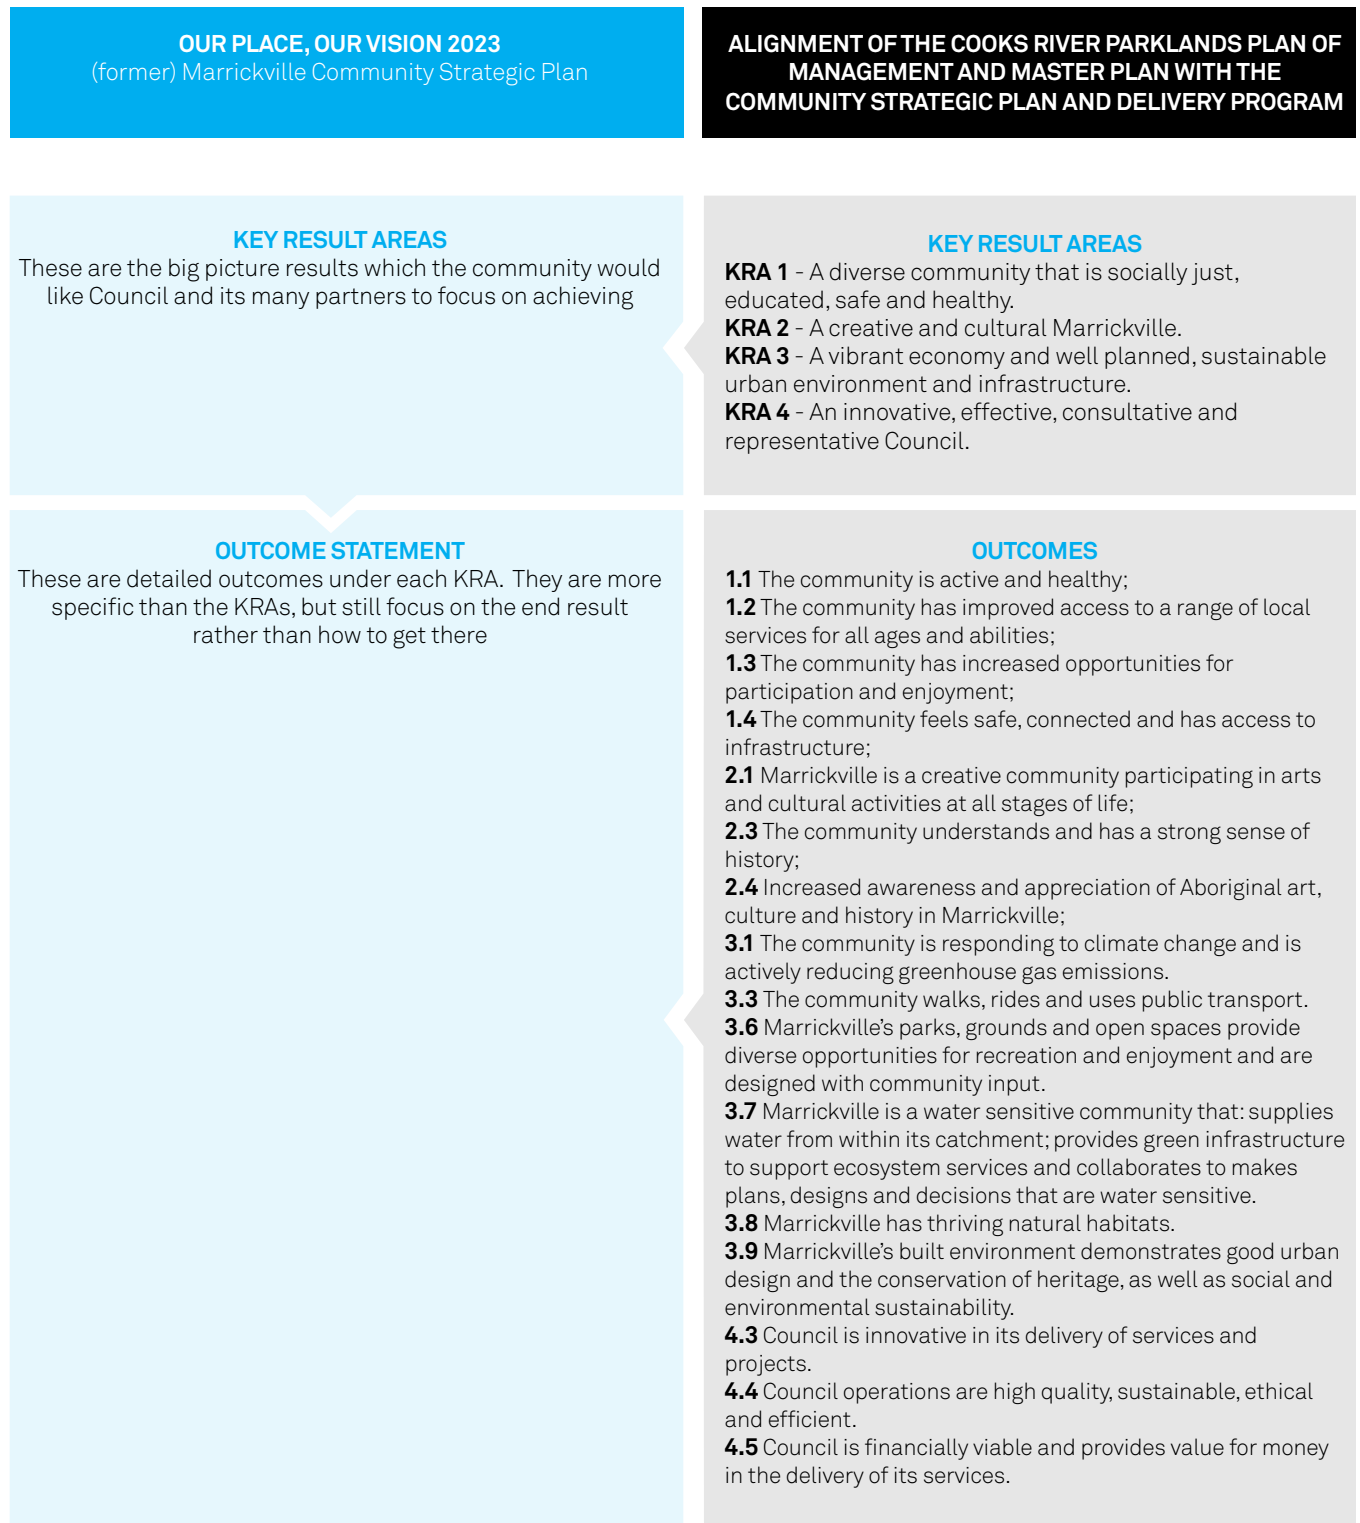 OUR PLACE, OUR VISION 2023
(former) Marrickville Community Strategic Plan
ALIGNMENT OF THE COOKS RIVER PARKLANDS PLAN OF
MANAGEMENT AND MASTER PLAN WITH THE
COMMUNITY STRATEGIC PLAN AND DELIVERY PROGRAM
KEY RESULT AREAS
These are the big picture results which the community would
like Council and its many partners to focus on achieving
KEY RESULT AREAS
KRA 1 - A diverse community that is socially just,
educated, safe and healthy.
KRA 2 - A creative and cultural Marrickville.
KRA 3 - A vibrant economy and well planned, sustainable
urban environment and infrastructure.
KRA 4 - An innovative, effective, consultative and
representative Council.
OUTCOME STATEMENT
These are detailed outcomes under each KRA. They are more
specific than the KRAs, but still focus on the end result
rather than how to get there
OUTCOMES
1.1 The community is active and healthy;
1.2 The community has improved access to a range of local
services for all ages and abilities;
1.3 The community has increased opportunities for
participation and enjoyment;
1.4 The community feels safe, connected and has access to
infrastructure;
2.1 Marrickville is a creative community participating in arts
and cultural activities at all stages of life;
2.3 The community understands and has a strong sense of
history;
2.4 Increased awareness and appreciation of Aboriginal art,
culture and history in Marrickville;
3.1 The community is responding to climate change and is
actively reducing greenhouse gas emissions.
3.3 The community walks, rides and uses public transport.
3.6 Marrickville's parks, grounds and open spaces provide
diverse opportunities for recreation and enjoyment and are
designed with community input.
3.7 Marrickville is a water sensitive community that: supplies
water from within its catchment; provides green infrastructure
to support ecosystem services and collaborates to makes
plans, designs and decisions that are water sensitive.
3.8 Marrickville has thriving natural habitats.
3.9 Marrickville's built environment demonstrates good urban
design and the conservation of heritage, as well as social and
environmental sustainability.
4.3 Council is innovative in its delivery of services and
projects.
4.4 Council operations are high quality, sustainable, ethical
and efficient.
4.5 Council is financially viable and provides value for money
in the delivery of its services.